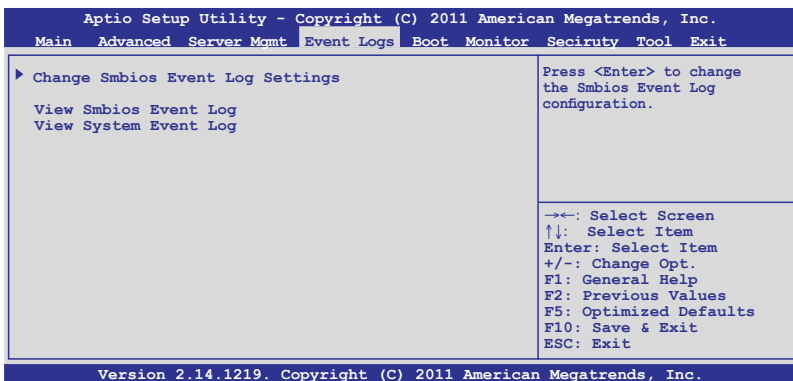 Aptio Setup Utility - Copyright (C) 2011 American Megatrends, Inc.
Main Advanced Server Mgmt Event Logs Boot Monitor Seciruty Tool Exit
Change Smbios Event Log Settings
View Smbios Event Log
View System Event Log
Press <Enter> to change
the Smbios Event Log
configuration.
→←: Select Screen
↑↓: Select Item
Enter: Select Item
+/-: Change Opt.
F1: General Help
F2: Previous Values
F5: Optimized Defaults
F10: Save & Exit
ESC: Exit
Version 2.14.1219. Copyright (C) 2011 American Megatrends, Inc.